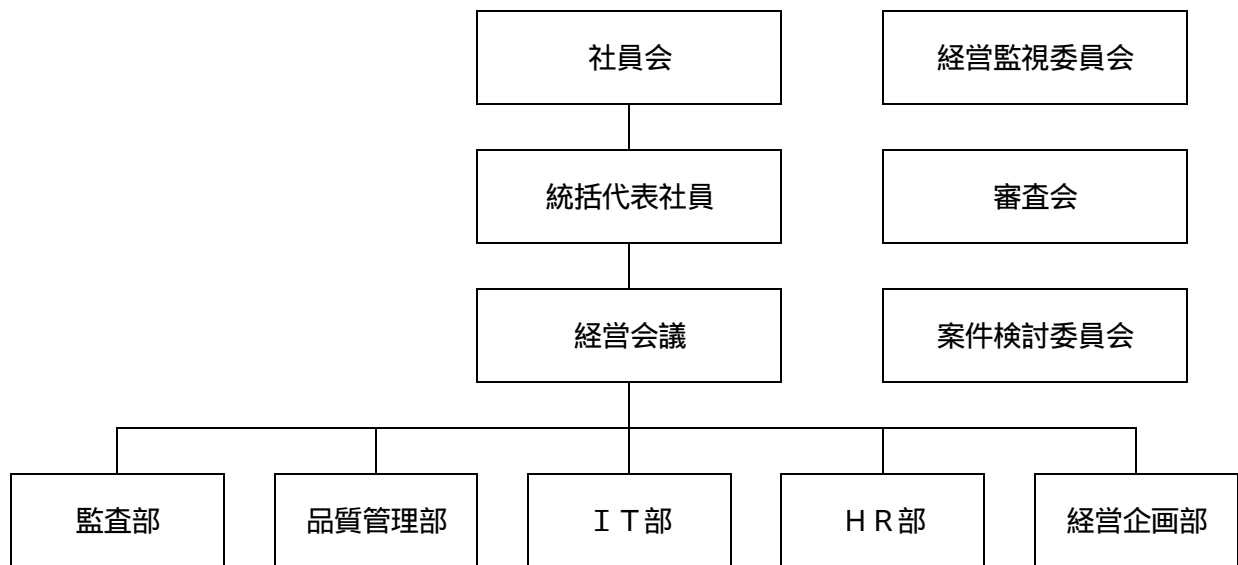 社員会
経営監視委員会
統括代表社員
審査会
経営会議
案件検討委員会
監査部
品質管理部
ＩＴ部
ＨＲ部
経営企画部